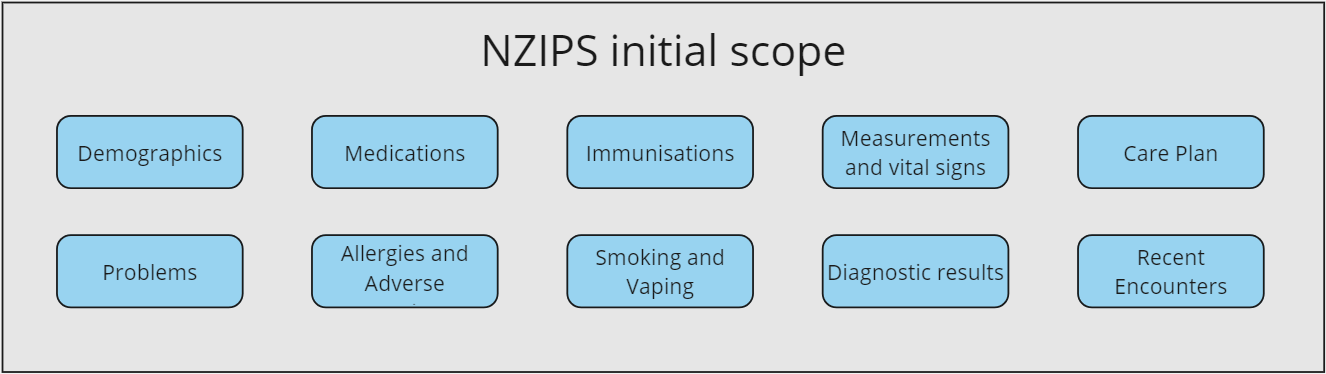 NZIPS initial scope
Demographics
Medications
Immunisations
Measurements
and vital signs
Care Plan
Problems
Allergies and
Adverse
Smoking and
Vaping
Diagnostic results
Recent
Encounters